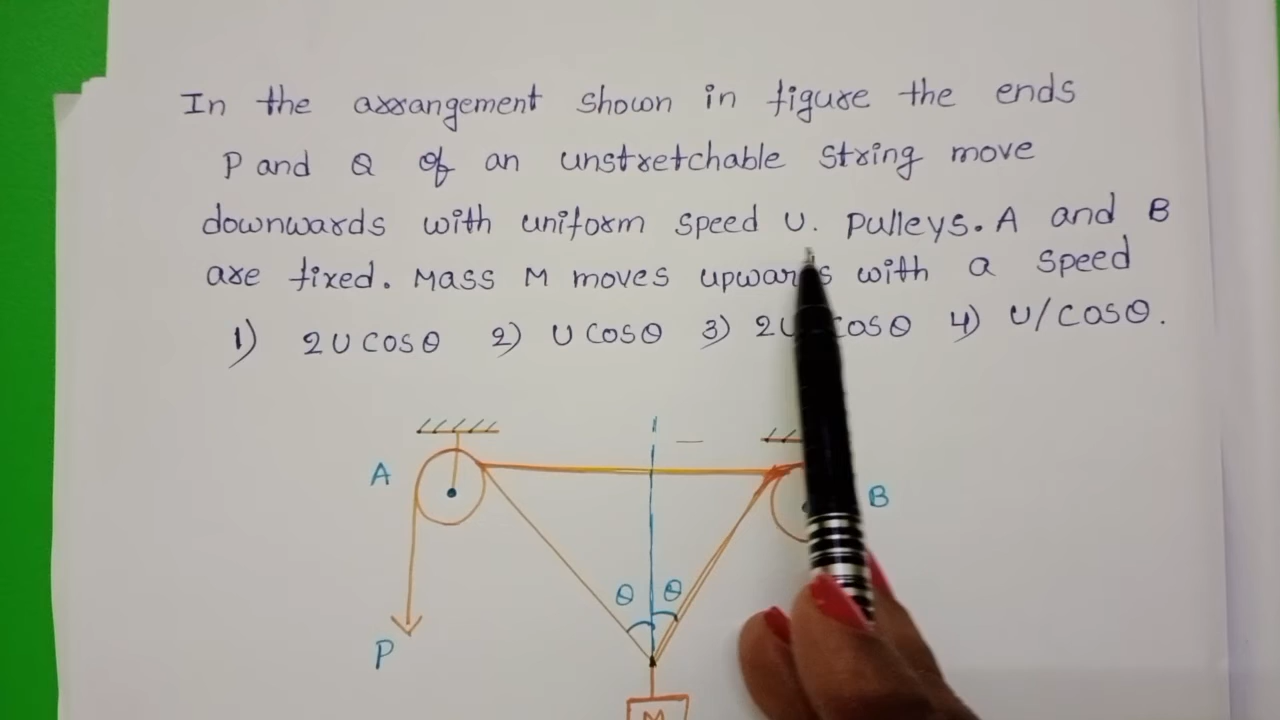 In the arrangement shown in figure the ends
P and Q of an unstretchable string move
downwards with uniform speed U. Pulleys. A and B
are fixed. Mass M moves upwards with a speed
1) 2U cosθ 2) U cosθ 3) 2U cosθ 4) U/cosθ.
A
B
θ θ
P
M